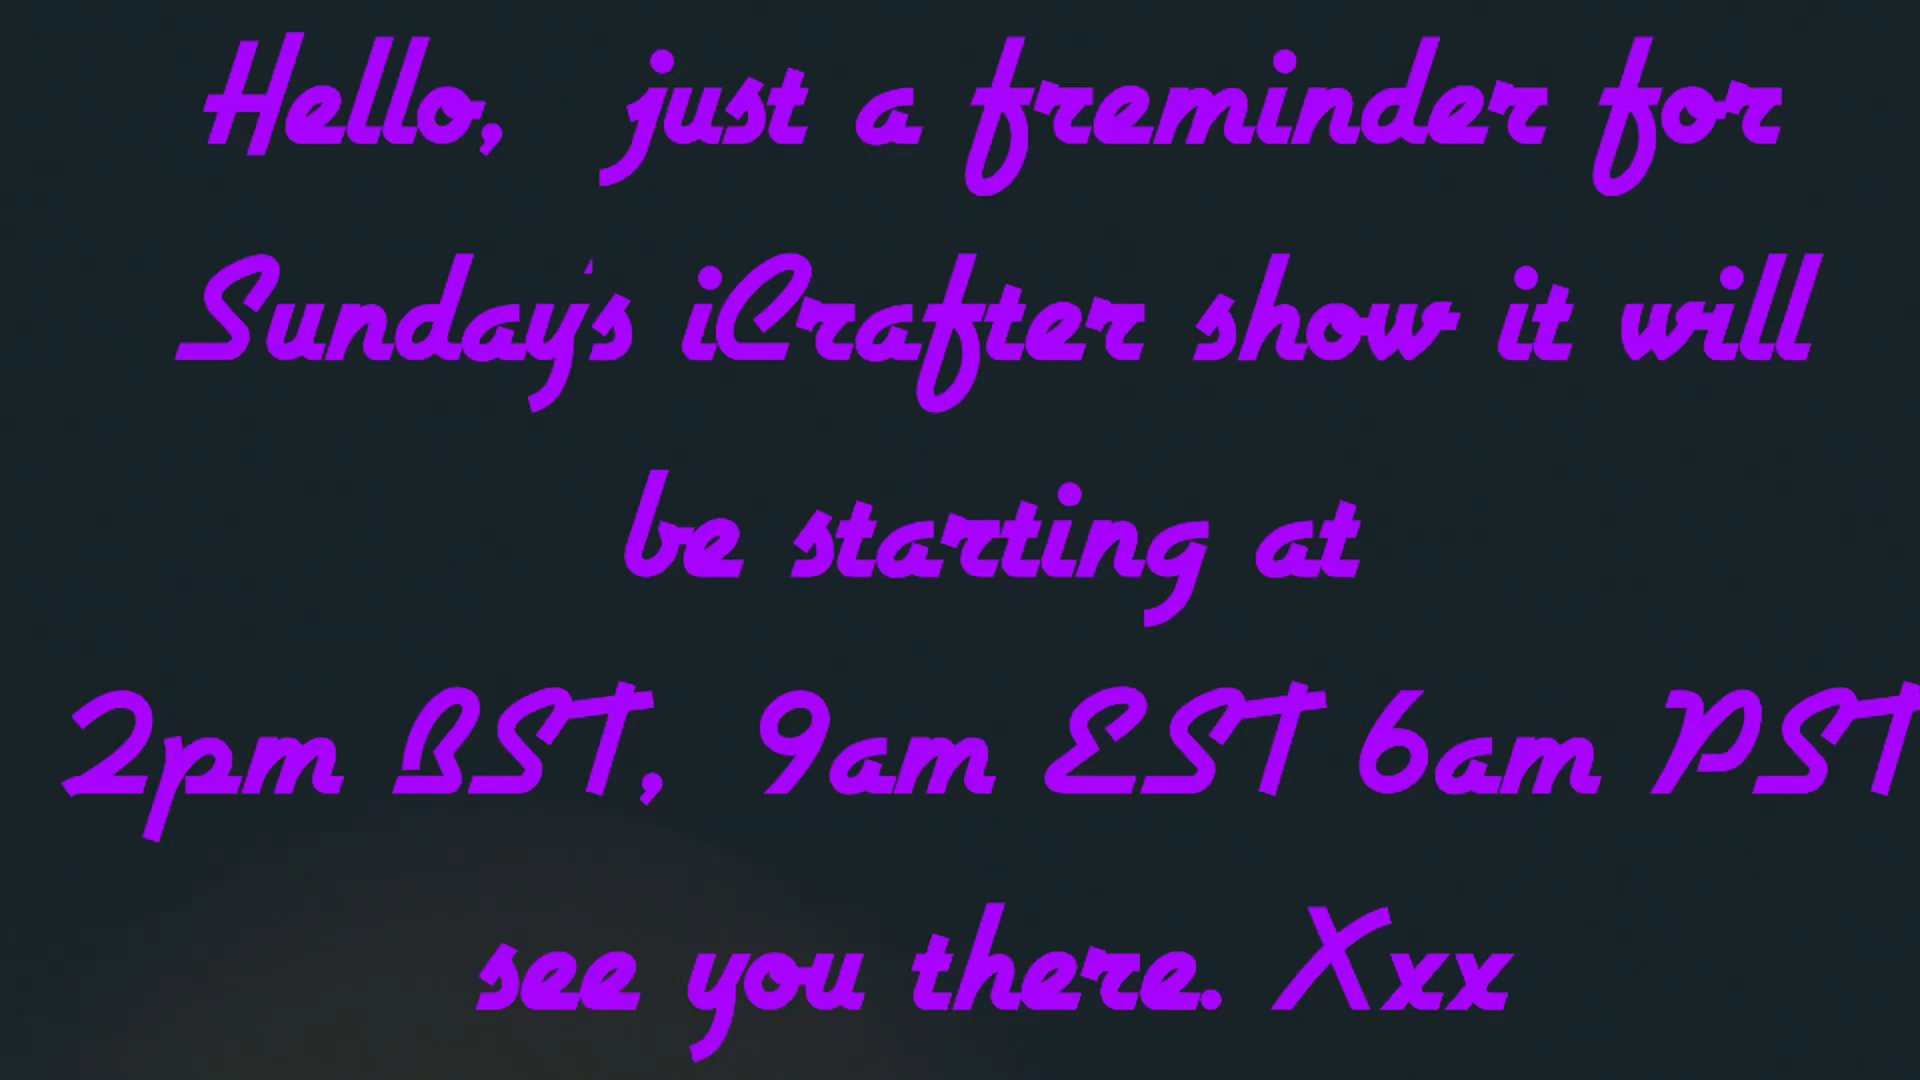 Hello, just a freminder for
Sunday's iCrafter show it will
be starting at
2pm BST, 9am EST 6am PST
see you there. Xxx